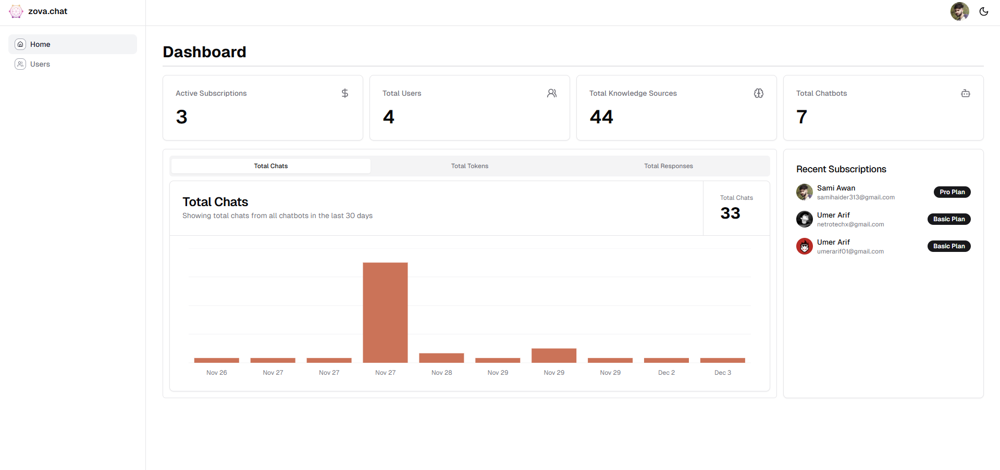 zova.chat
Home
Users
Dashboard
Active Subscriptions
3
Total Users
4
Total Knowledge Sources
44
Total Chatbots
7
Total Chats
Total Tokens
Total Responses
Total Chats
Showing total chats from all chatbots in the last 30 days
Total Chats
33
Nov 26
Nov 27
Nov 27
Nov 27
Nov 28
Nov 29
Nov 29
Nov 29
Dec 2
Dec 3
Recent Subscriptions
Sami Awan
samihaider313@gmail.com
Pro Plan
Umer Arif
netrotechx@gmail.com
Basic Plan
Umer Arif
umerarif01@gmail.com
Basic Plan